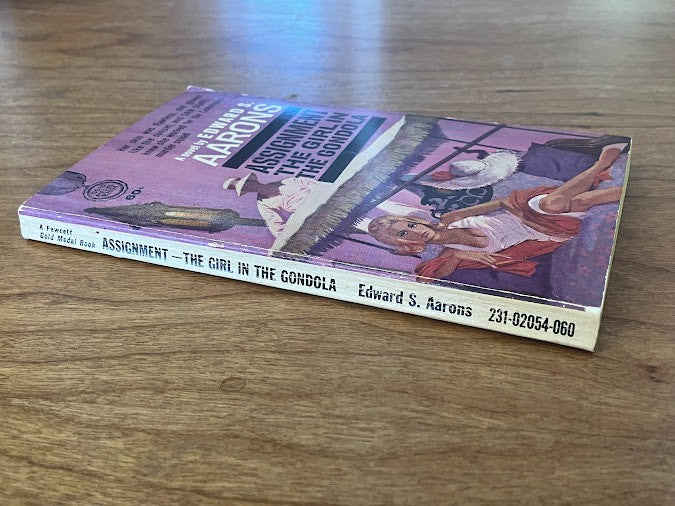 A novel by EDWARD S.
AARONS
ASSIGNMENT
THE GIRL IN
THE GONDOLA
60¢
A Fawcett
Gold Medal Book
ASSIGNMENT—THE GIRL IN THE GONDOLA
Edward S. Aarons
231-02054-060